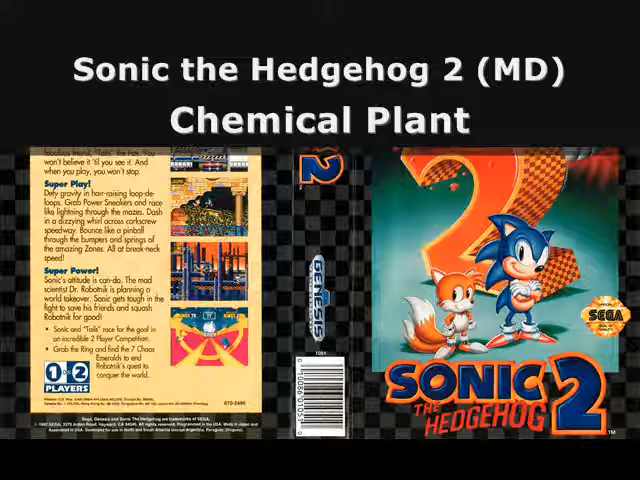 Sonic the Hedgehog 2 (MD)
Chemical Plant
won't believe it 'til you see it. And
when you play, you won't stop.
Super Play!
Defy gravity in hair-raising loop-de-
loops. Grab Power Sneakers and race
like lightning through the mazes. Dash
in a dizzying whirl across corkscrew
speedway. Bounce like a pinball
through the bumpers and springs of
the amazing Zones. All at break-neck
speed!
Super Power!
Sonic's attitude is can-do. The mad
scientist Dr. Robotnik is planning a
world takeover. Sonic gets tough in the
fight to save his friends and squash
Robotnik for good!
• Sonic and "Tails" race for the goal in
an incredible 2 Player Competition.
• Grab the Ring and find the 7 Chaos
Emeralds to end
Robotnik's quest to
conquer the world.
1 OR 2
PLAYERS
670-2480
2
GENESIS
1051
2
SEGA
SONIC
THE
HEDGEHOG
2
TM